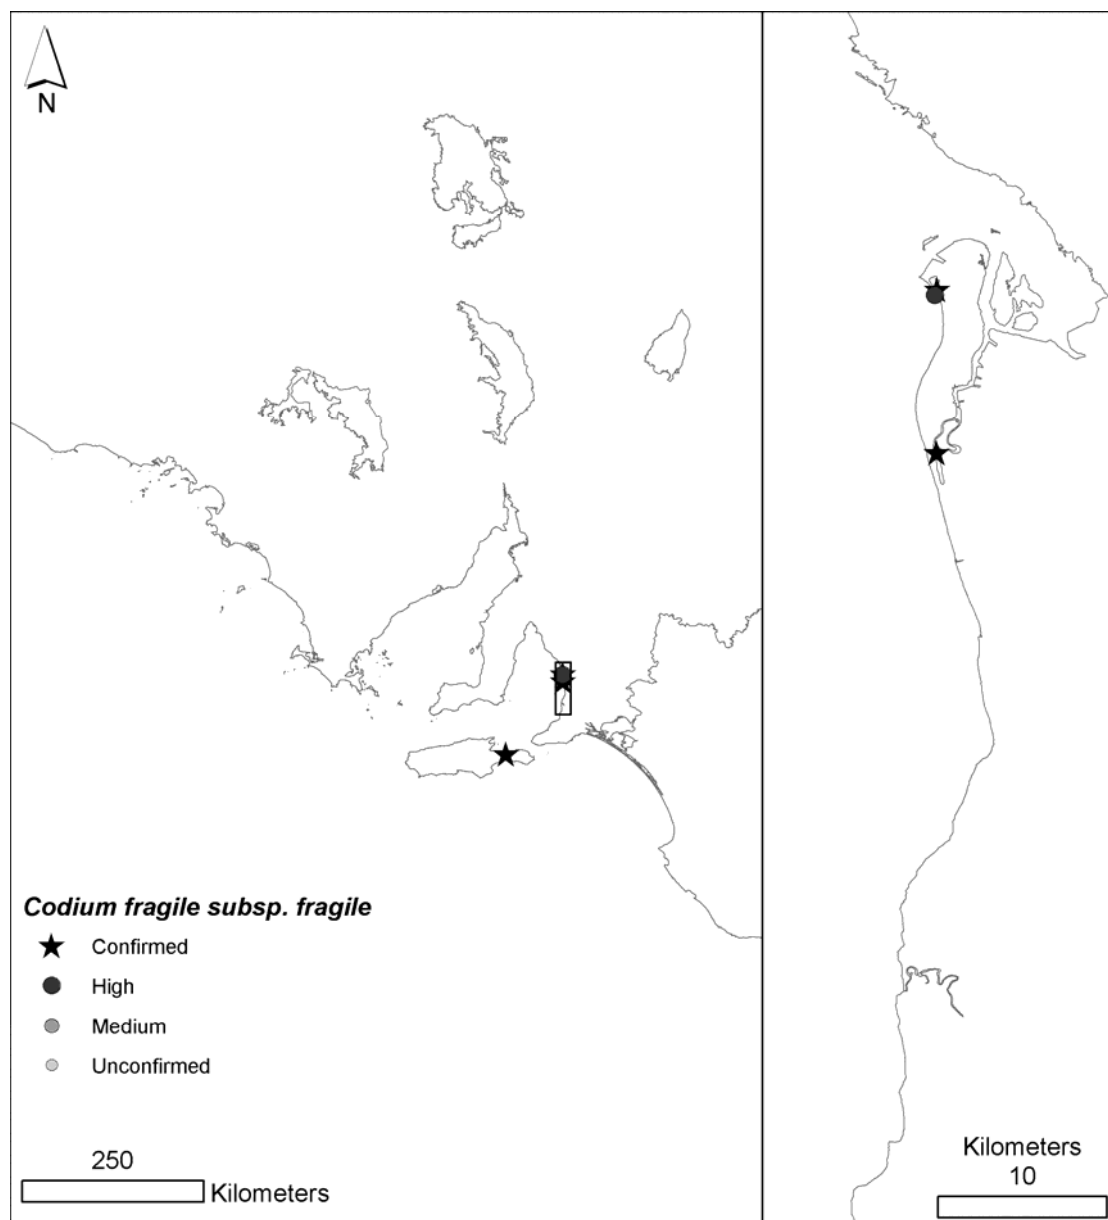 N
Codium fragile subsp. fragile
Confirmed
High
Medium
Unconfirmed
250
Kilometers
Kilometers
10